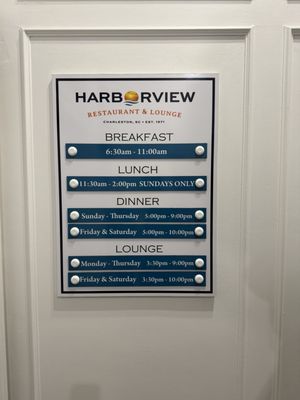 HARBORVIEW
RESTAURANT & LOUNGE
CHARLESTON, SC • EST. 1971
BREAKFAST
6:30am - 11:00am
LUNCH
11:30am - 2:00pm SUNDAYS ONLY
DINNER
Sunday - Thursday 5:00pm - 9:00pm
Friday & Saturday 5:00pm - 10:00pm
LOUNGE
Monday - Thursday 3:30pm - 9:00pm
Friday & Saturday 3:30pm - 10:00pm